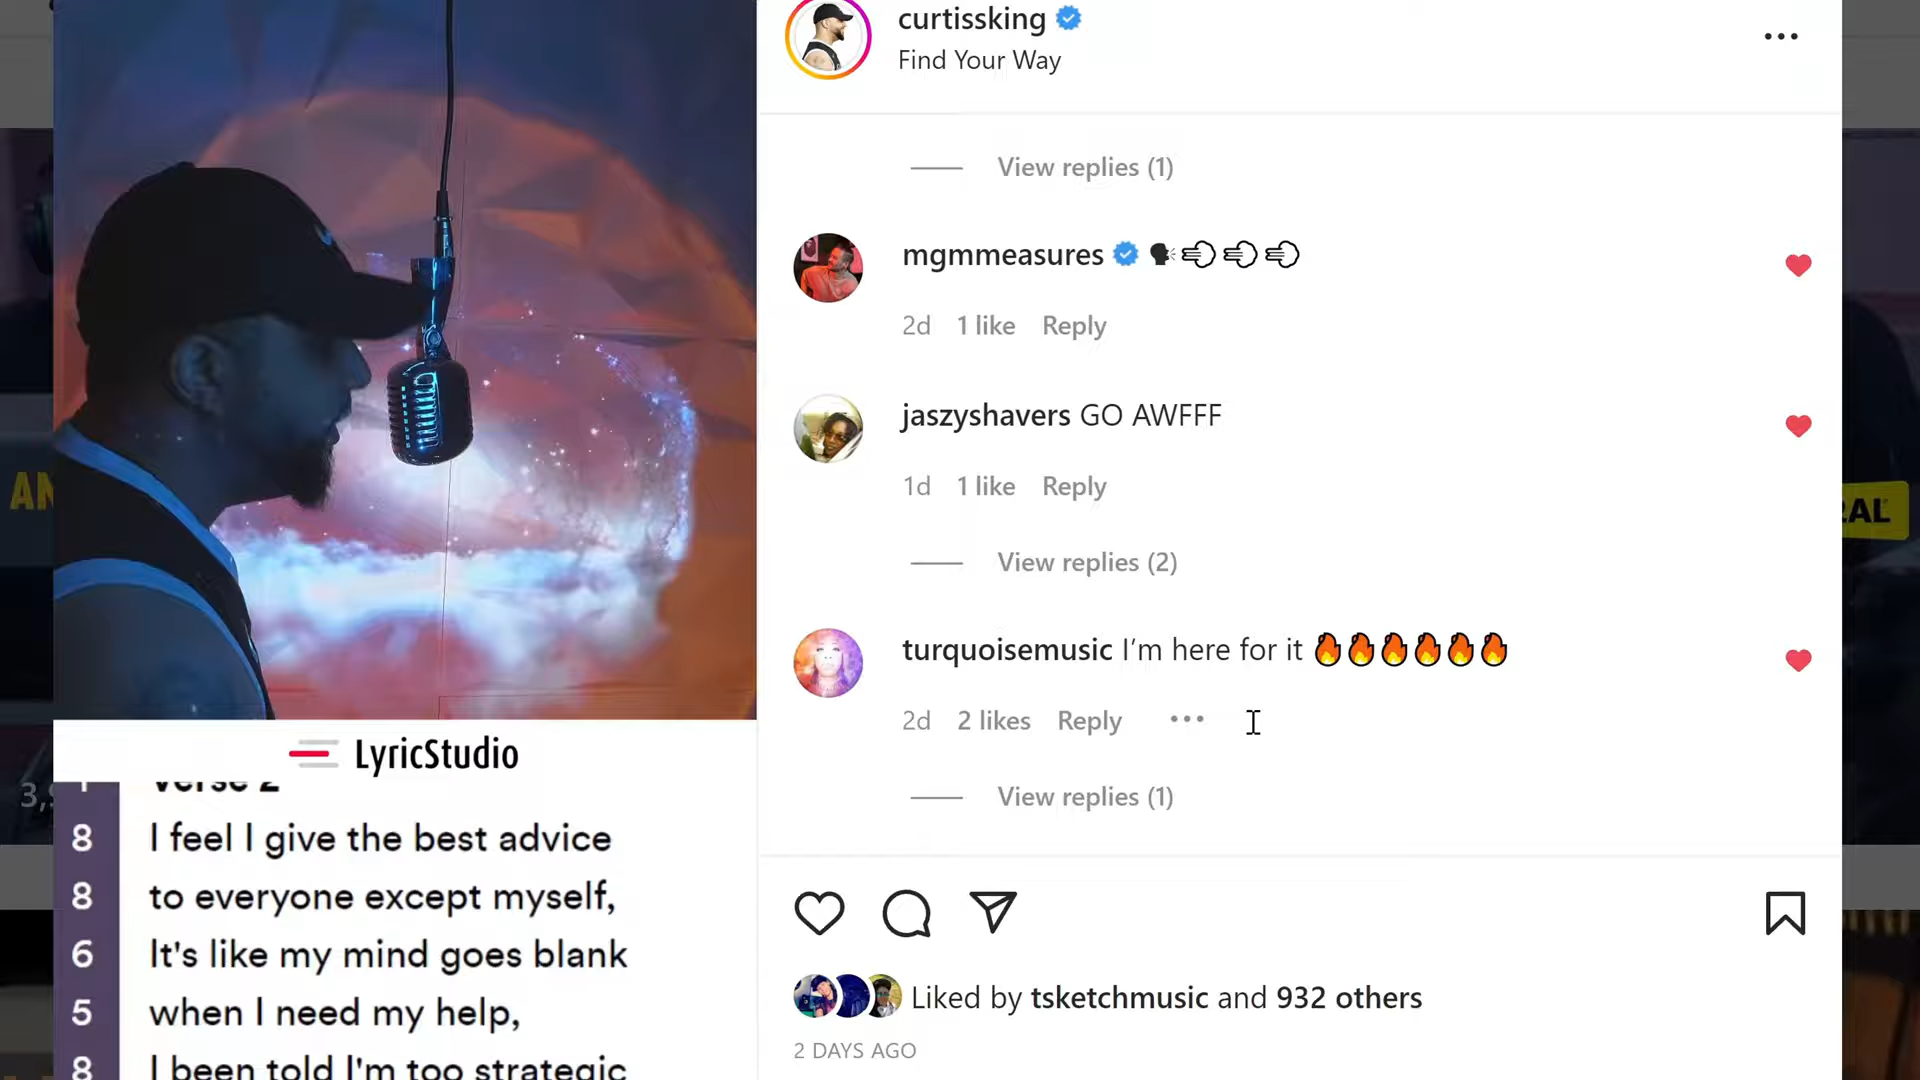 curtissking
Find Your Way
View replies (1)
mgmmeasures
2d 1 like Reply
jaszyshavers GO AWFFF
1d 1 like Reply
View replies (2)
turquoisemusic I’m here for it 🔥🔥🔥🔥🔥🔥
2d 2 likes Reply
View replies (1)
Liked by tsketchmusic and 932 others
2 DAYS AGO
LyricStudio
Verse 2
8 I feel I give the best advice
8 to everyone except myself,
6 It's like my mind goes blank
5 when I need my help,
8 I been told I'm too strategic